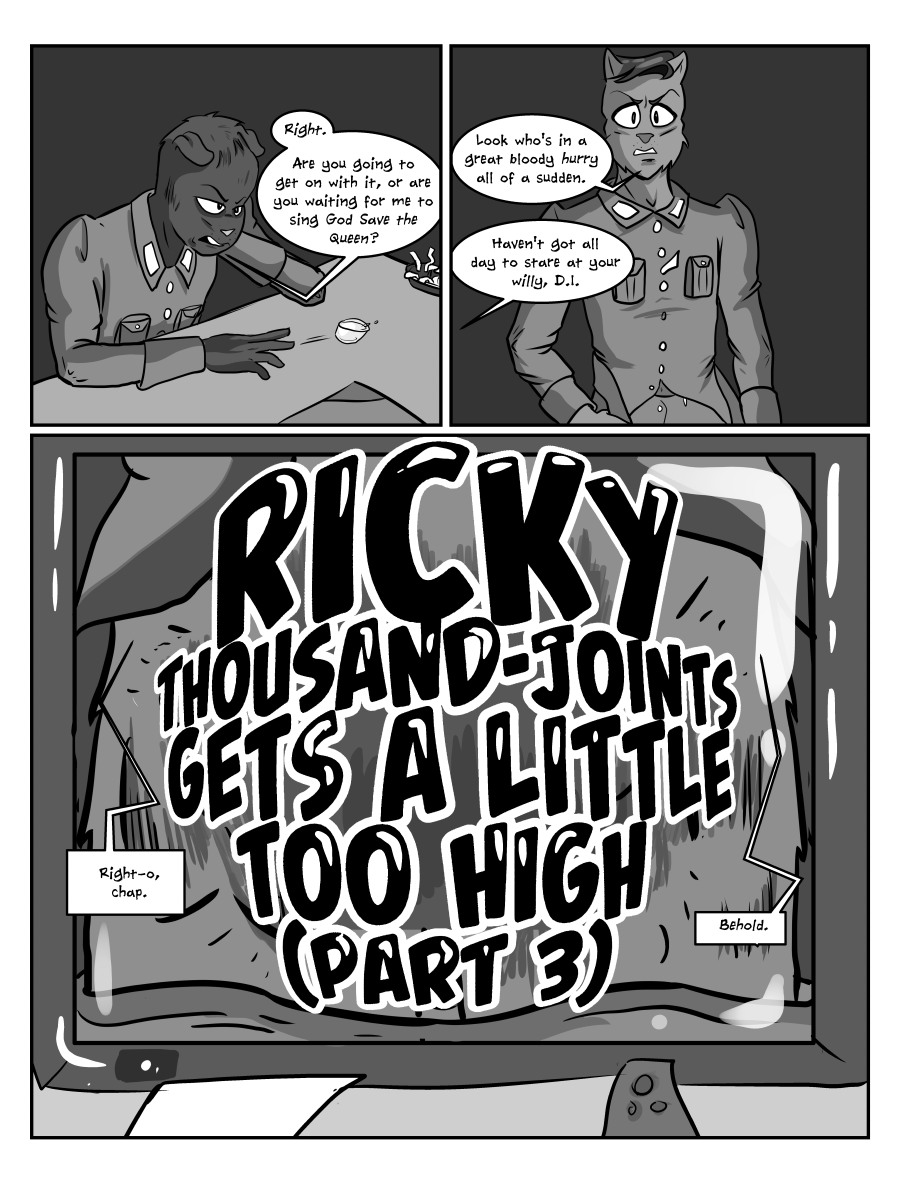 Right.
Are you going to
get on with it, or are
you waiting for me to
sing God Save the
Queen?
Look who's in a
great bloody hurry
all of a sudden.
Haven't got all
day to stare at your
willy, D.I.
RICKY
THOUSAND-JOINTS
GETS A LITTLE
TOO HIGH
(PART 3)
Right-o,
chap.
Behold.